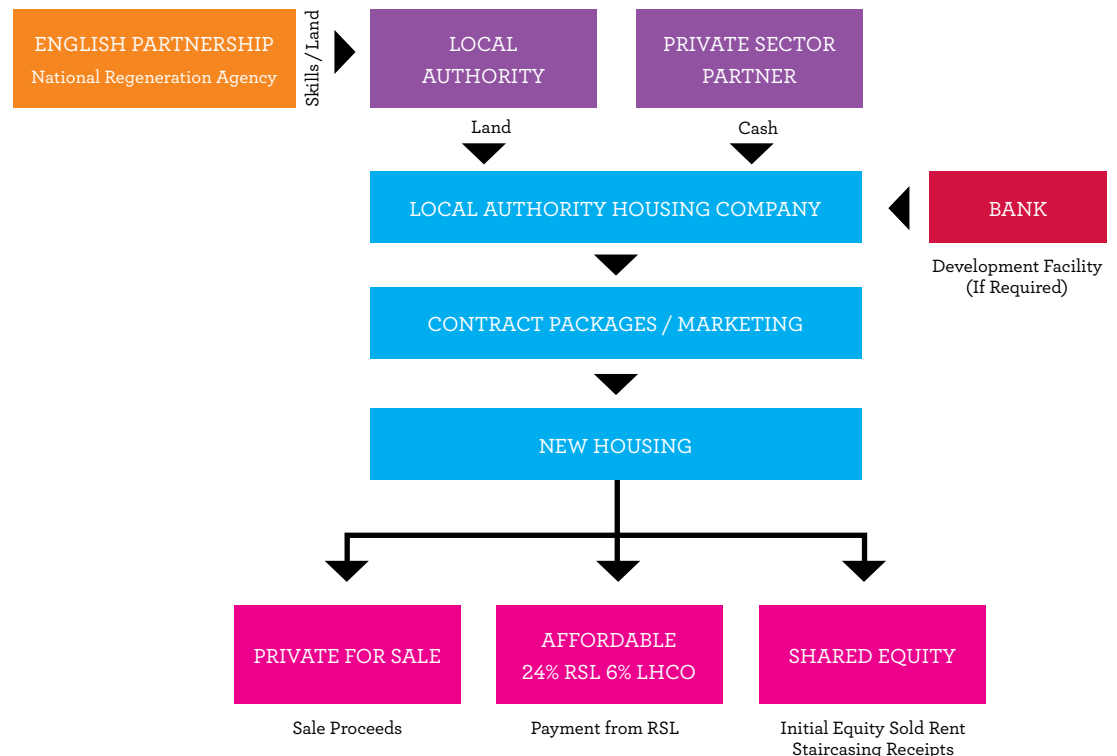 ENGLISH PARTNERSHIP
National Regeneration Agency
Skills / Land
LOCAL
AUTHORITY
PRIVATE SECTOR
PARTNER
Land
Cash
LOCAL AUTHORITY HOUSING COMPANY
BANK
Development Facility
(If Required)
CONTRACT PACKAGES / MARKETING
NEW HOUSING
PRIVATE FOR SALE
AFFORDABLE
24% RSL 6% LHCO
SHARED EQUITY
Sale Proceeds
Payment from RSL
Initial Equity Sold Rent
Staircasing Receipts